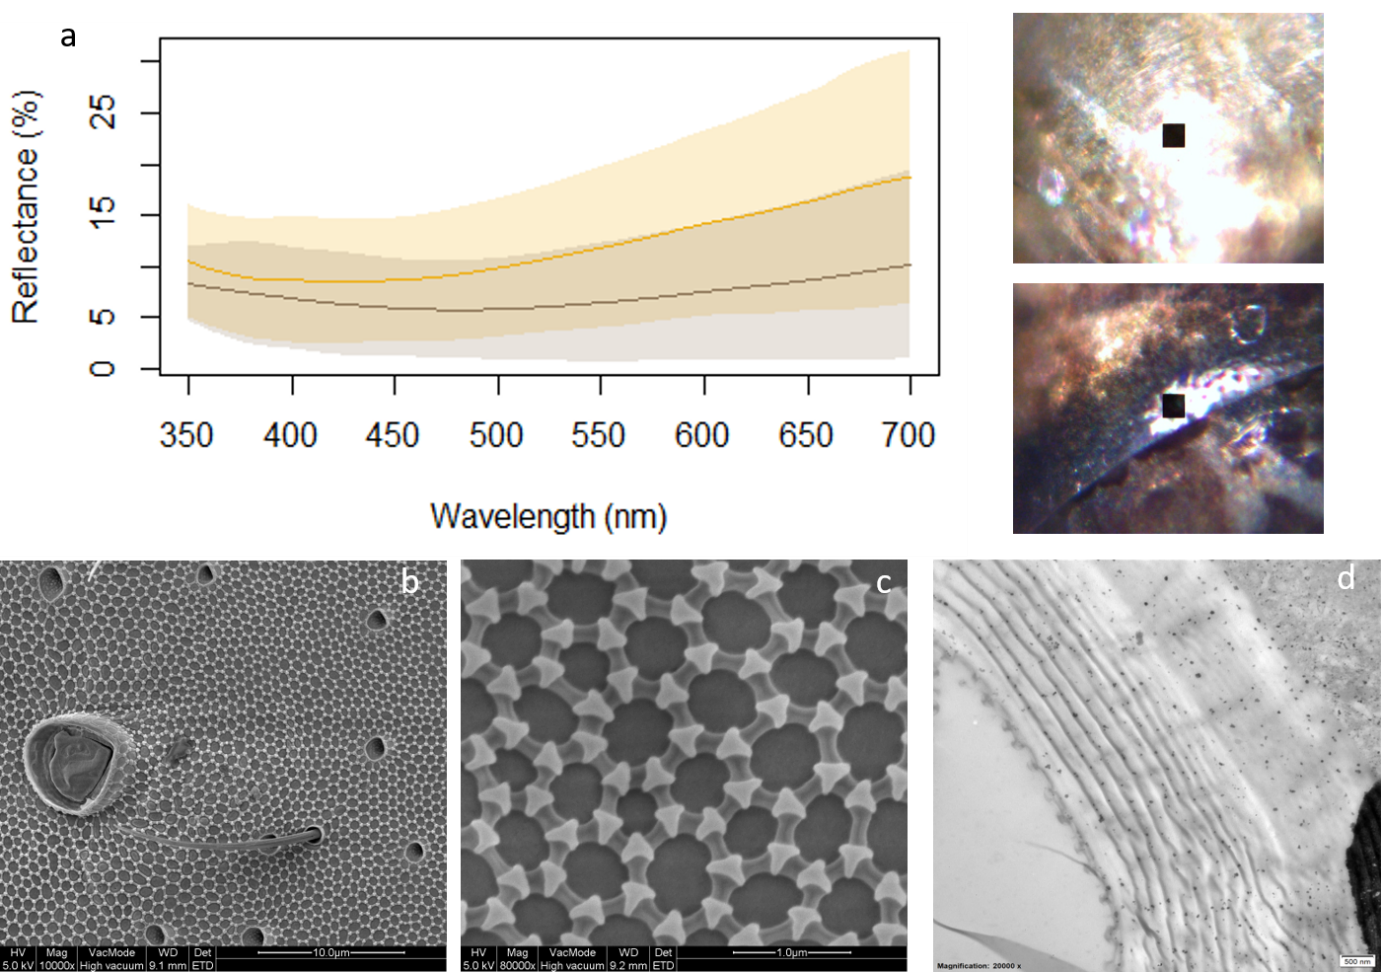 a
Reflectance (%)
25
15
5
0
350 400 450 500 550 600 650 700
Wavelength (nm)
b
c
d
HV Mag VacMode WD Det
5.0 kV 10000x High vacuum 9.1 mm ETD
10.0µm
HV Mag VacMode WD Det
5.0 kV 80000x High vacuum 9.2 mm ETD
1.0µm
Magnification: 20000 x
500 nm